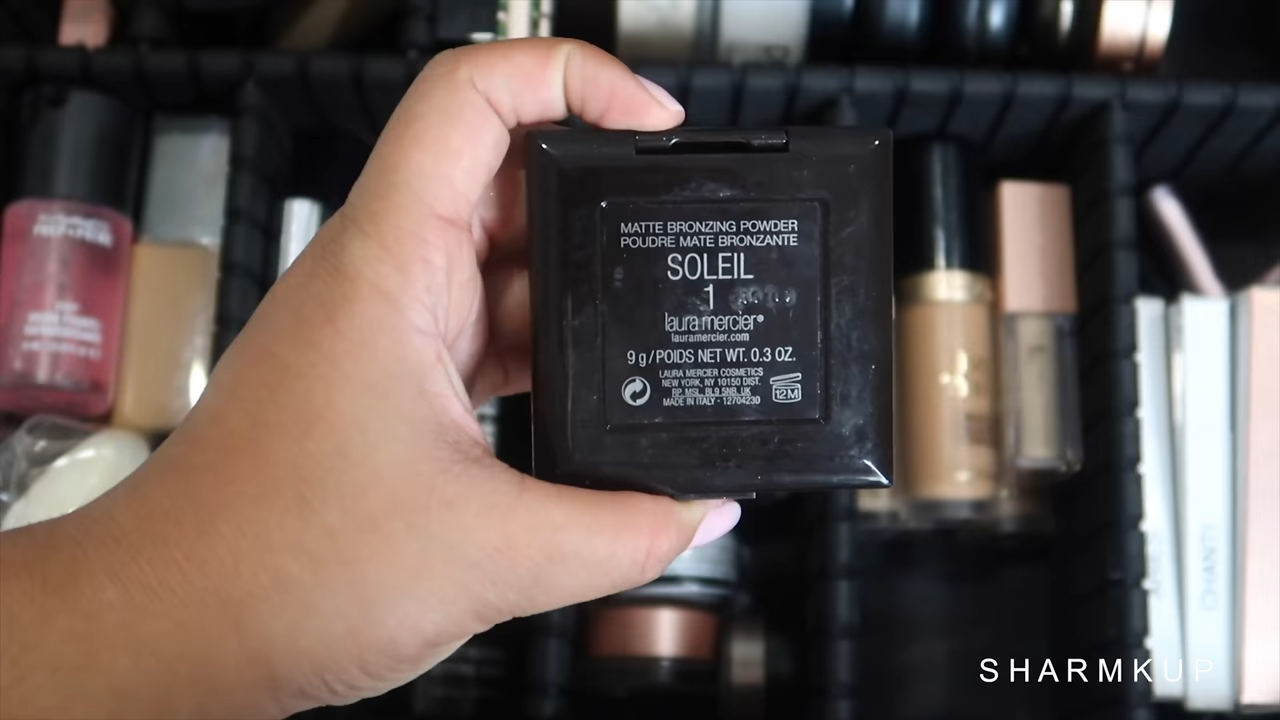 MATTE BRONZING POWDER
POUDRE MATE BRONZANTE
SOLEIL
1
laura mercier®
lauramercier.com
9 g/POIDS NET WT. 0.3 OZ.
LAURA MERCIER COSMETICS
NEW YORK, NY 10150 DIST.
BP, MSL, BL9 5NB, UK
MADE IN ITALY - 12704230
12M
SHARMKUP